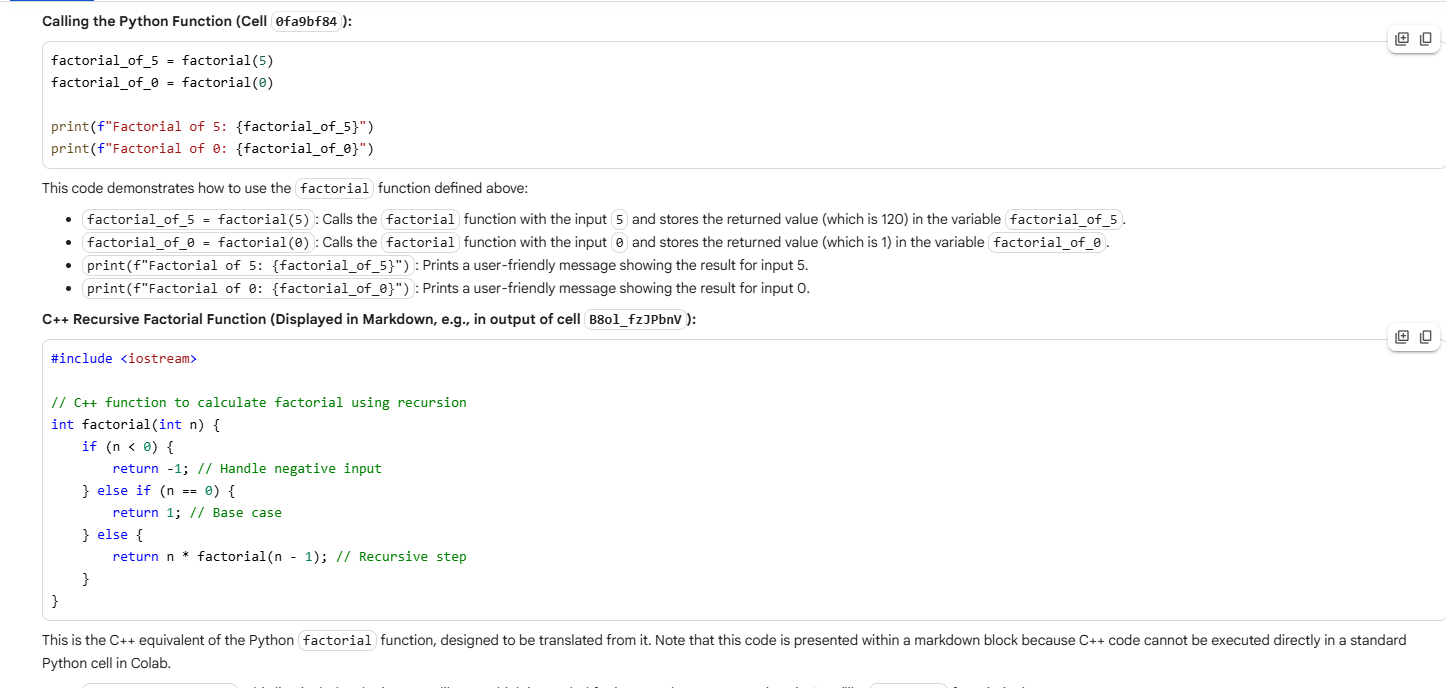 Calling the Python Function (Cell 0fa9bf84):
factorial_of_5 = factorial(5)
factorial_of_0 = factorial(0)
print(f"Factorial of 5: {factorial_of_5}")
print(f"Factorial of 0: {factorial_of_0}")
This code demonstrates how to use the factorial function defined above:
• factorial_of_5 = factorial(5): Calls the factorial function with the input 5 and stores the returned value (which is 120) in the variable factorial_of_5.
• factorial_of_0 = factorial(0): Calls the factorial function with the input 0 and stores the returned value (which is 1) in the variable factorial_of_0.
• print(f"Factorial of 5: {factorial_of_5}"): Prints a user-friendly message showing the result for input 5.
• print(f"Factorial of 0: {factorial_of_0}"): Prints a user-friendly message showing the result for input 0.
C++ Recursive Factorial Function (Displayed in Markdown, e.g., in output of cell B8ol_fzJPbnV):
#include <iostream>
// C++ function to calculate factorial using recursion
int factorial(int n) {
    if (n < 0) {
        return -1; // Handle negative input
    } else if (n == 0) {
        return 1; // Base case
    } else {
        return n * factorial(n - 1); // Recursive step
    }
}
This is the C++ equivalent of the Python factorial function, designed to be translated from it. Note that this code is presented within a markdown block because C++ code cannot be executed directly in a standard
Python cell in Colab.